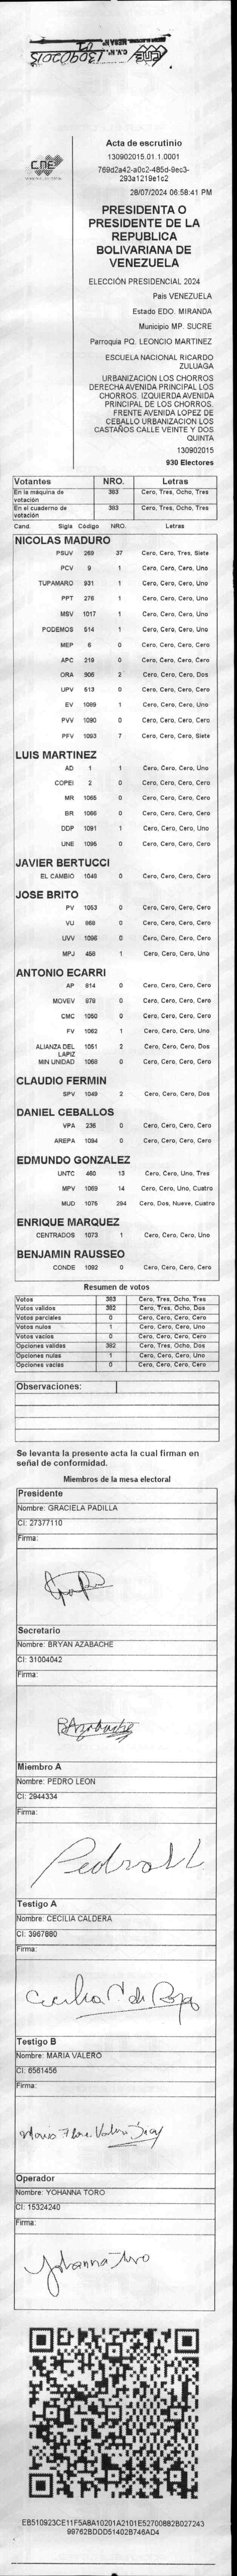 130902015
CNE
Acta de escrutinio
130902015.01.1.0001
769d2a42-a0c2-485d-9ec3-
293a1219e1c2
28/07/2024 06:58:41 PM
PRESIDENTA O
PRESIDENTE DE LA
REPUBLICA
BOLIVARIANA DE
VENEZUELA
ELECCIÓN PRESIDENCIAL 2024
País VENEZUELA
Estado EDO. MIRANDA
Municipio MP. SUCRE
Parroquia PQ. LEONCIO MARTINEZ
ESCUELA NACIONAL RICARDO
ZULUAGA
URBANIZACION LOS CHORROS
DERECHA AVENIDA PRINCIPAL LOS
CHORROS. IZQUIERDA AVENIDA
PRINCIPAL DE LOS CHORROS.
FRENTE AVENIDA LOPEZ DE
CEBALLO URBANIZACION LOS
CASTAÑOS CALLE VEINTE Y DOS
QUINTA
130902015
930 Electores
Votantes NRO. Letras
En la máquina de votación 383 Cero, Tres, Ocho, Tres
En el cuaderno de votación 383 Cero, Tres, Ocho, Tres
Cand. Sigla Código NRO. Letras
NICOLAS MADURO
PSUV 269 37 Cero, Cero, Tres, Siete
PCV 9 1 Cero, Cero, Cero, Uno
TUPAMARO 931 1 Cero, Cero, Cero, Uno
PPT 276 1 Cero, Cero, Cero, Uno
MSV 1017 1 Cero, Cero, Cero, Uno
PODEMOS 514 1 Cero, Cero, Cero, Uno
MEP 6 0 Cero, Cero, Cero, Cero
APC 219 0 Cero, Cero, Cero, Cero
ORA 906 2 Cero, Cero, Cero, Dos
UPV 613 0 Cero, Cero, Cero, Cero
EV 1089 1 Cero, Cero, Cero, Uno
PVV 1090 0 Cero, Cero, Cero, Cero
PFV 1093 7 Cero, Cero, Cero, Siete
LUIS MARTINEZ
AD 1 1 Cero, Cero, Cero, Uno
COPEI 2 0 Cero, Cero, Cero, Cero
MR 1065 0 Cero, Cero, Cero, Cero
BR 1066 0 Cero, Cero, Cero, Cero
DDP 1091 1 Cero, Cero, Cero, Uno
UNE 1095 0 Cero, Cero, Cero, Cero
JAVIER BERTUCCI
EL CAMBIO 1048 0 Cero, Cero, Cero, Cero
JOSE BRITO
PV 1053 0 Cero, Cero, Cero, Cero
VU 868 0 Cero, Cero, Cero, Cero
UVV 1096 0 Cero, Cero, Cero, Cero
MPJ 458 1 Cero, Cero, Cero, Uno
ANTONIO ECARRI
AP 814 0 Cero, Cero, Cero, Cero
MOVEV 978 0 Cero, Cero, Cero, Cero
CMC 1050 0 Cero, Cero, Cero, Cero
FV 1062 1 Cero, Cero, Cero, Uno
ALIANZA DEL LAPIZ 1051 2 Cero, Cero, Cero, Dos
MIN UNIDAD 1058 0 Cero, Cero, Cero, Cero
CLAUDIO FERMIN
SPV 1049 2 Cero, Cero, Cero, Dos
DANIEL CEBALLOS
VPA 236 0 Cero, Cero, Cero, Cero
AREPA 1094 0 Cero, Cero, Cero, Cero
EDMUNDO GONZALEZ
UNTC 460 13 Cero, Cero, Uno, Tres
MPV 1069 14 Cero, Cero, Uno, Cuatro
MUD 1075 294 Cero, Dos, Nueve, Cuatro
ENRIQUE MARQUEZ
CENTRADOS 1073 1 Cero, Cero, Cero, Uno
BENJAMIN RAUSSEO
CONDE 1092 0 Cero, Cero, Cero, Cero
Resumen de votos
Votos 383 Cero, Tres, Ocho, Tres
Votos validos 382 Cero, Tres, Ocho, Dos
Votos parciales 0 Cero, Cero, Cero, Cero
Votos nulos 1 Cero, Cero, Cero, Uno
Votos vacios 0 Cero, Cero, Cero, Cero
Opciones validas 382 Cero, Tres, Ocho, Dos
Opciones nulas 1 Cero, Cero, Cero, Uno
Opciones vacias 0 Cero, Cero, Cero, Cero
Observaciones:
Se levanta la presente acta la cual firman en
señal de conformidad.
Miembros de la mesa electoral
Presidente
Nombre: GRACIELA PADILLA
CI: 27377110
Firma:
Secretario
Nombre: BRYAN AZABACHE
CI: 31004042
Firma:
BAzabache
Miembro A
Nombre: PEDRO LEON
CI: 2944334
Firma:
Testigo A
Nombre: CECILIA CALDERA
CI: 3967880
Firma:
Testigo B
Nombre: MARIA VALERO
CI: 6561456
Firma:
Operador
Nombre: YOHANNA TORO
CI: 15324240
Firma:
Yohanna Toro
EB510923CE11F5A8A10201A2101E52700882B027243
99762BDDD51402B746AD4